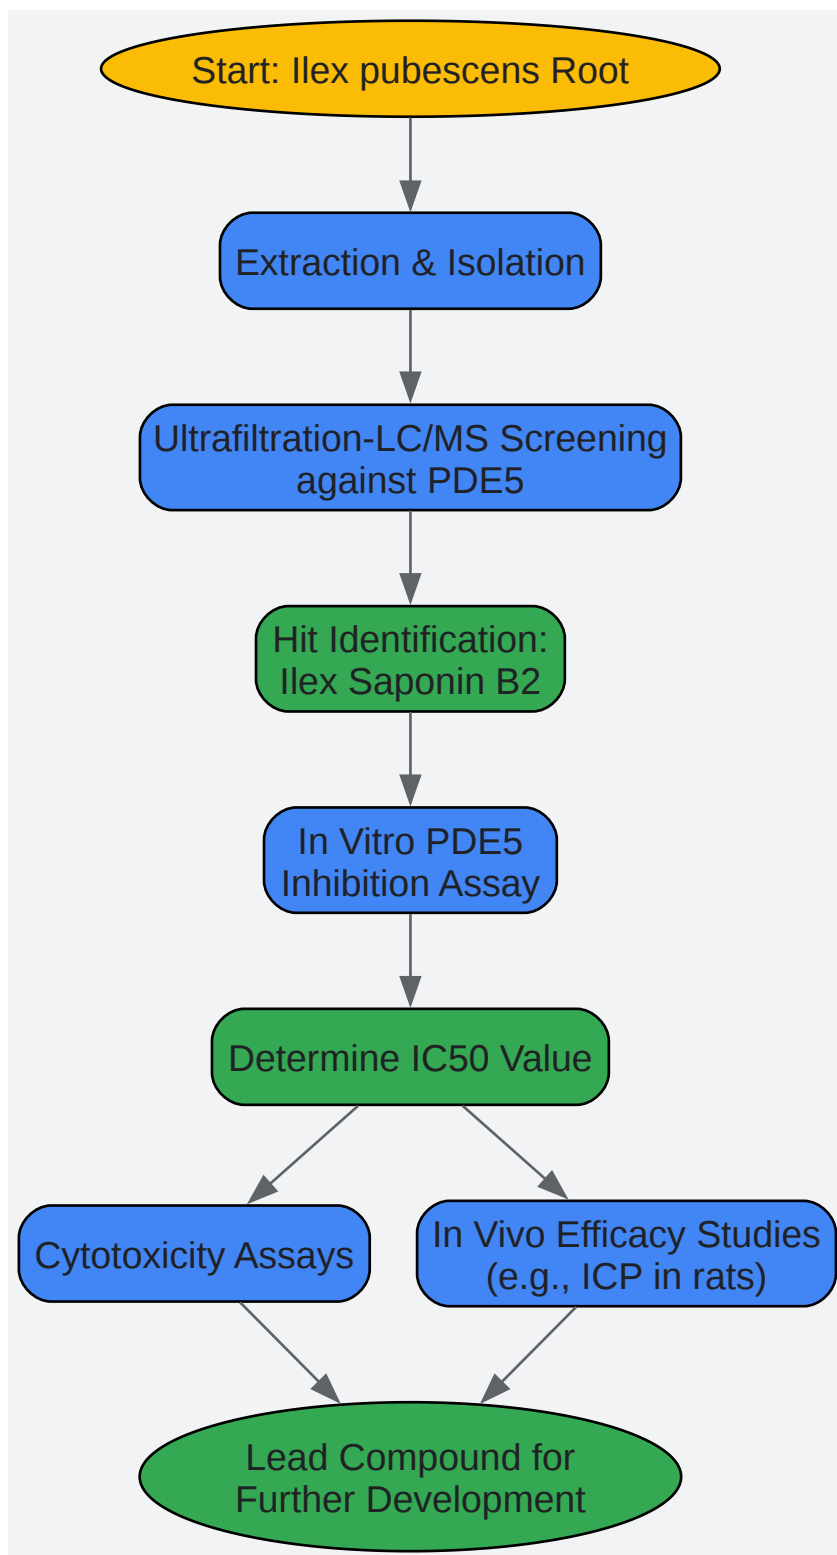 Start: Ilex pubescens Root
Extraction & Isolation
Ultrafiltration-LC/MS Screening
against PDE5
Hit Identification:
Ilex Saponin B2
In Vitro PDE5
Inhibition Assay
Determine IC50 Value
Cytotoxicity Assays
In Vivo Efficacy Studies
(e.g., ICP in rats)
Lead Compound for
Further Development